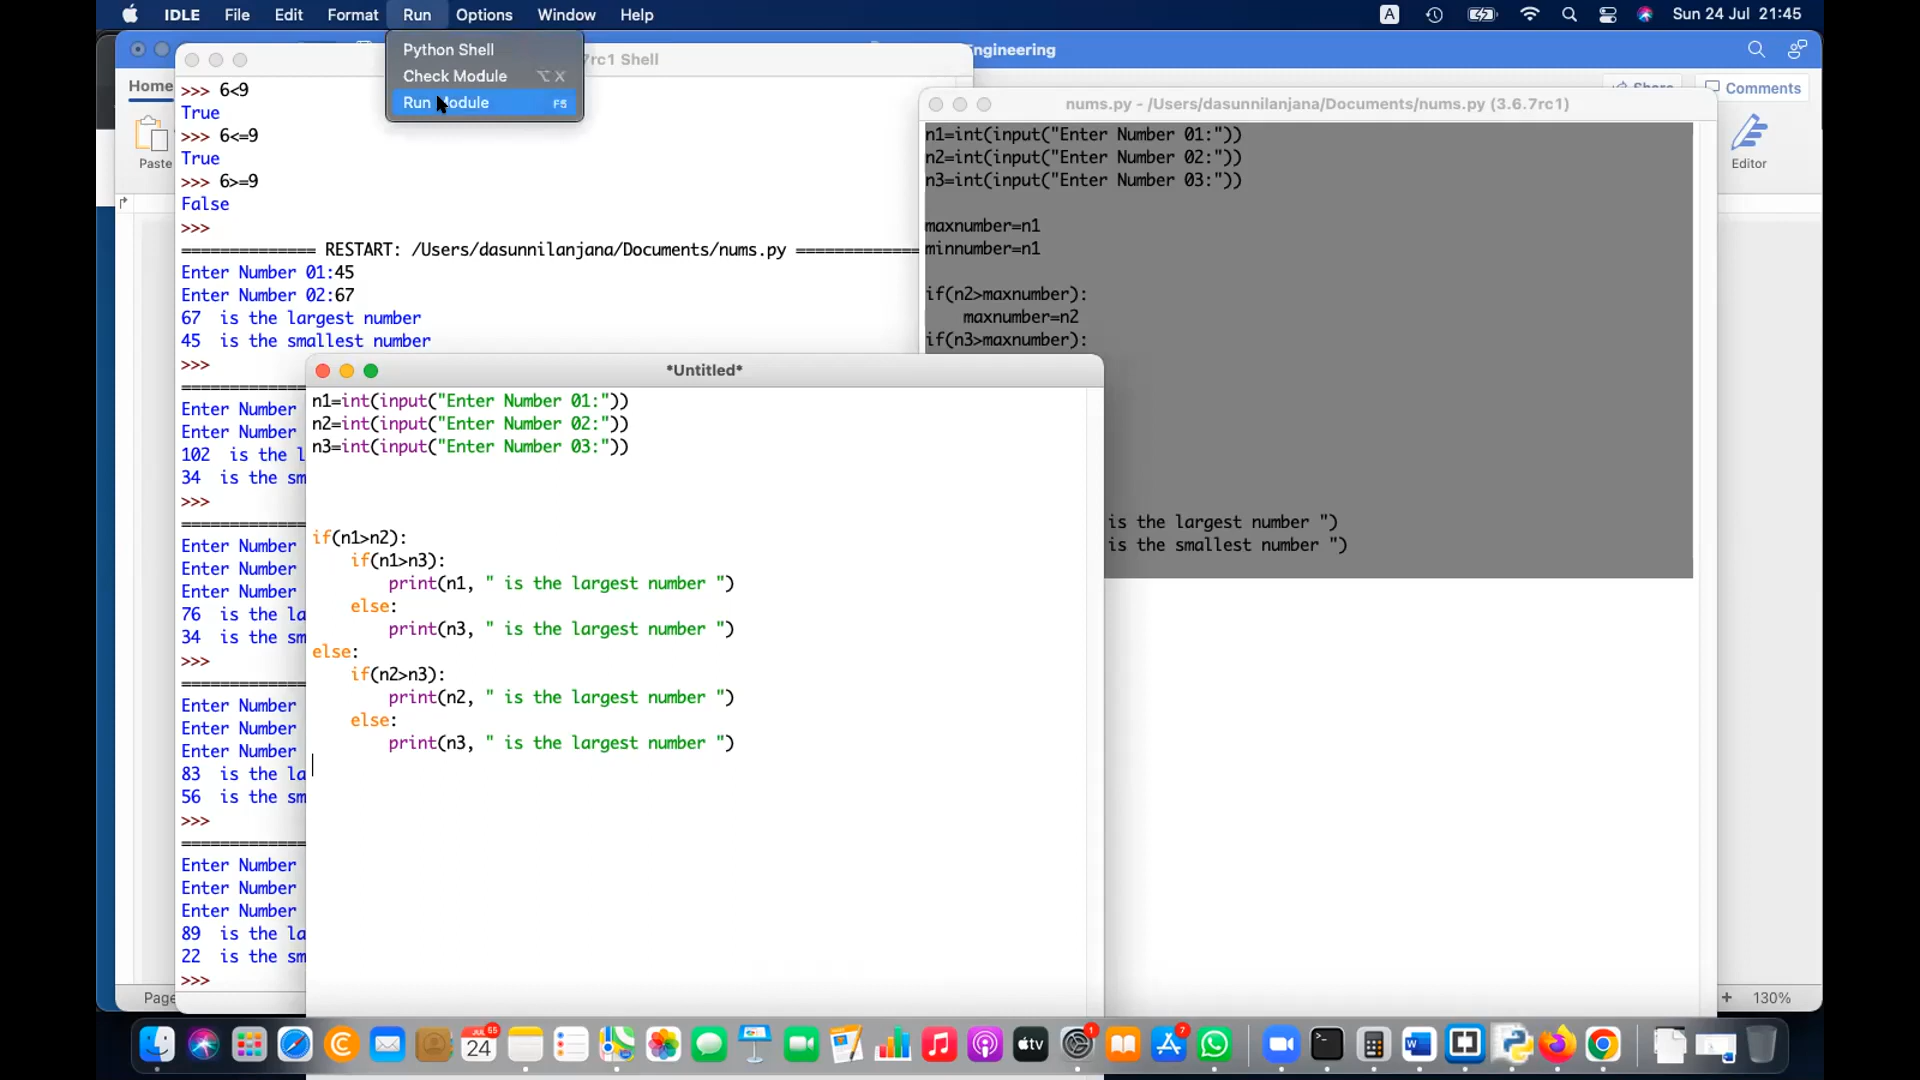 IDLE File Edit Format Run Options Window Help
A Sun 24 Jul 21:45
Python Shell
Check Module ⌥ X
Run Module F5
7rc1 Shell
ngineering
Home
Share
Comments
Paste
Editor
>>> 6<9
True
>>> 6<=9
True
>>> 6>=9
False
>>>
============== RESTART: /Users/dasunnilanjana/Documents/nums.py =============
Enter Number 01:45
Enter Number 02:67
67  is the largest number
45  is the smallest number
>>>
=============
Enter Number
Enter Number
102  is the l
34  is the sm
>>>
=============
Enter Number
Enter Number
Enter Number
76  is the la
34  is the sm
>>>
=============
Enter Number
Enter Number
Enter Number
83  is the la
56  is the sm
>>>
=============
Enter Number
Enter Number
Enter Number
89  is the la
22  is the sm
>>>
nums.py - /Users/dasunnilanjana/Documents/nums.py (3.6.7rc1)
n1=int(input("Enter Number 01:"))
n2=int(input("Enter Number 02:"))
n3=int(input("Enter Number 03:"))
maxnumber=n1
minnumber=n1
if(n2>maxnumber):
    maxnumber=n2
if(n3>maxnumber):
is the largest number ")
is the smallest number ")
*Untitled*
n1=int(input("Enter Number 01:"))
n2=int(input("Enter Number 02:"))
n3=int(input("Enter Number 03:"))
if(n1>n2):
    if(n1>n3):
        print(n1, " is the largest number ")
    else:
        print(n3, " is the largest number ")
else:
    if(n2>n3):
        print(n2, " is the largest number ")
    else:
        print(n3, " is the largest number ")
Page
+ 130%
JUL 65
24
tv
1
7